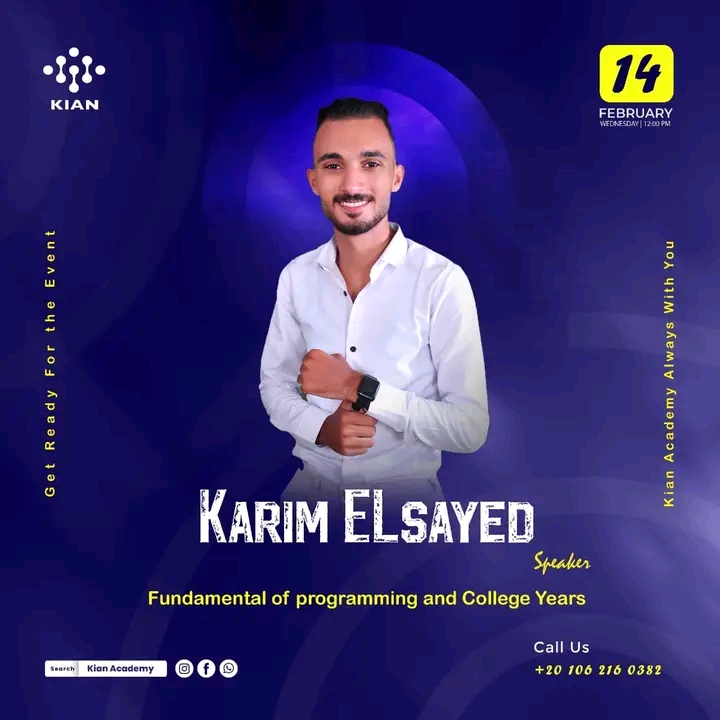 KIAN
14
FEBRUARY
WEDNESDAY | 12:00 PM
Get Ready For the Event
Kian Academy Always With You
KARIM ELSAYED
Speaker
Fundamental of programming and College Years
Search Kian Academy
Call Us
+20 106 216 0382